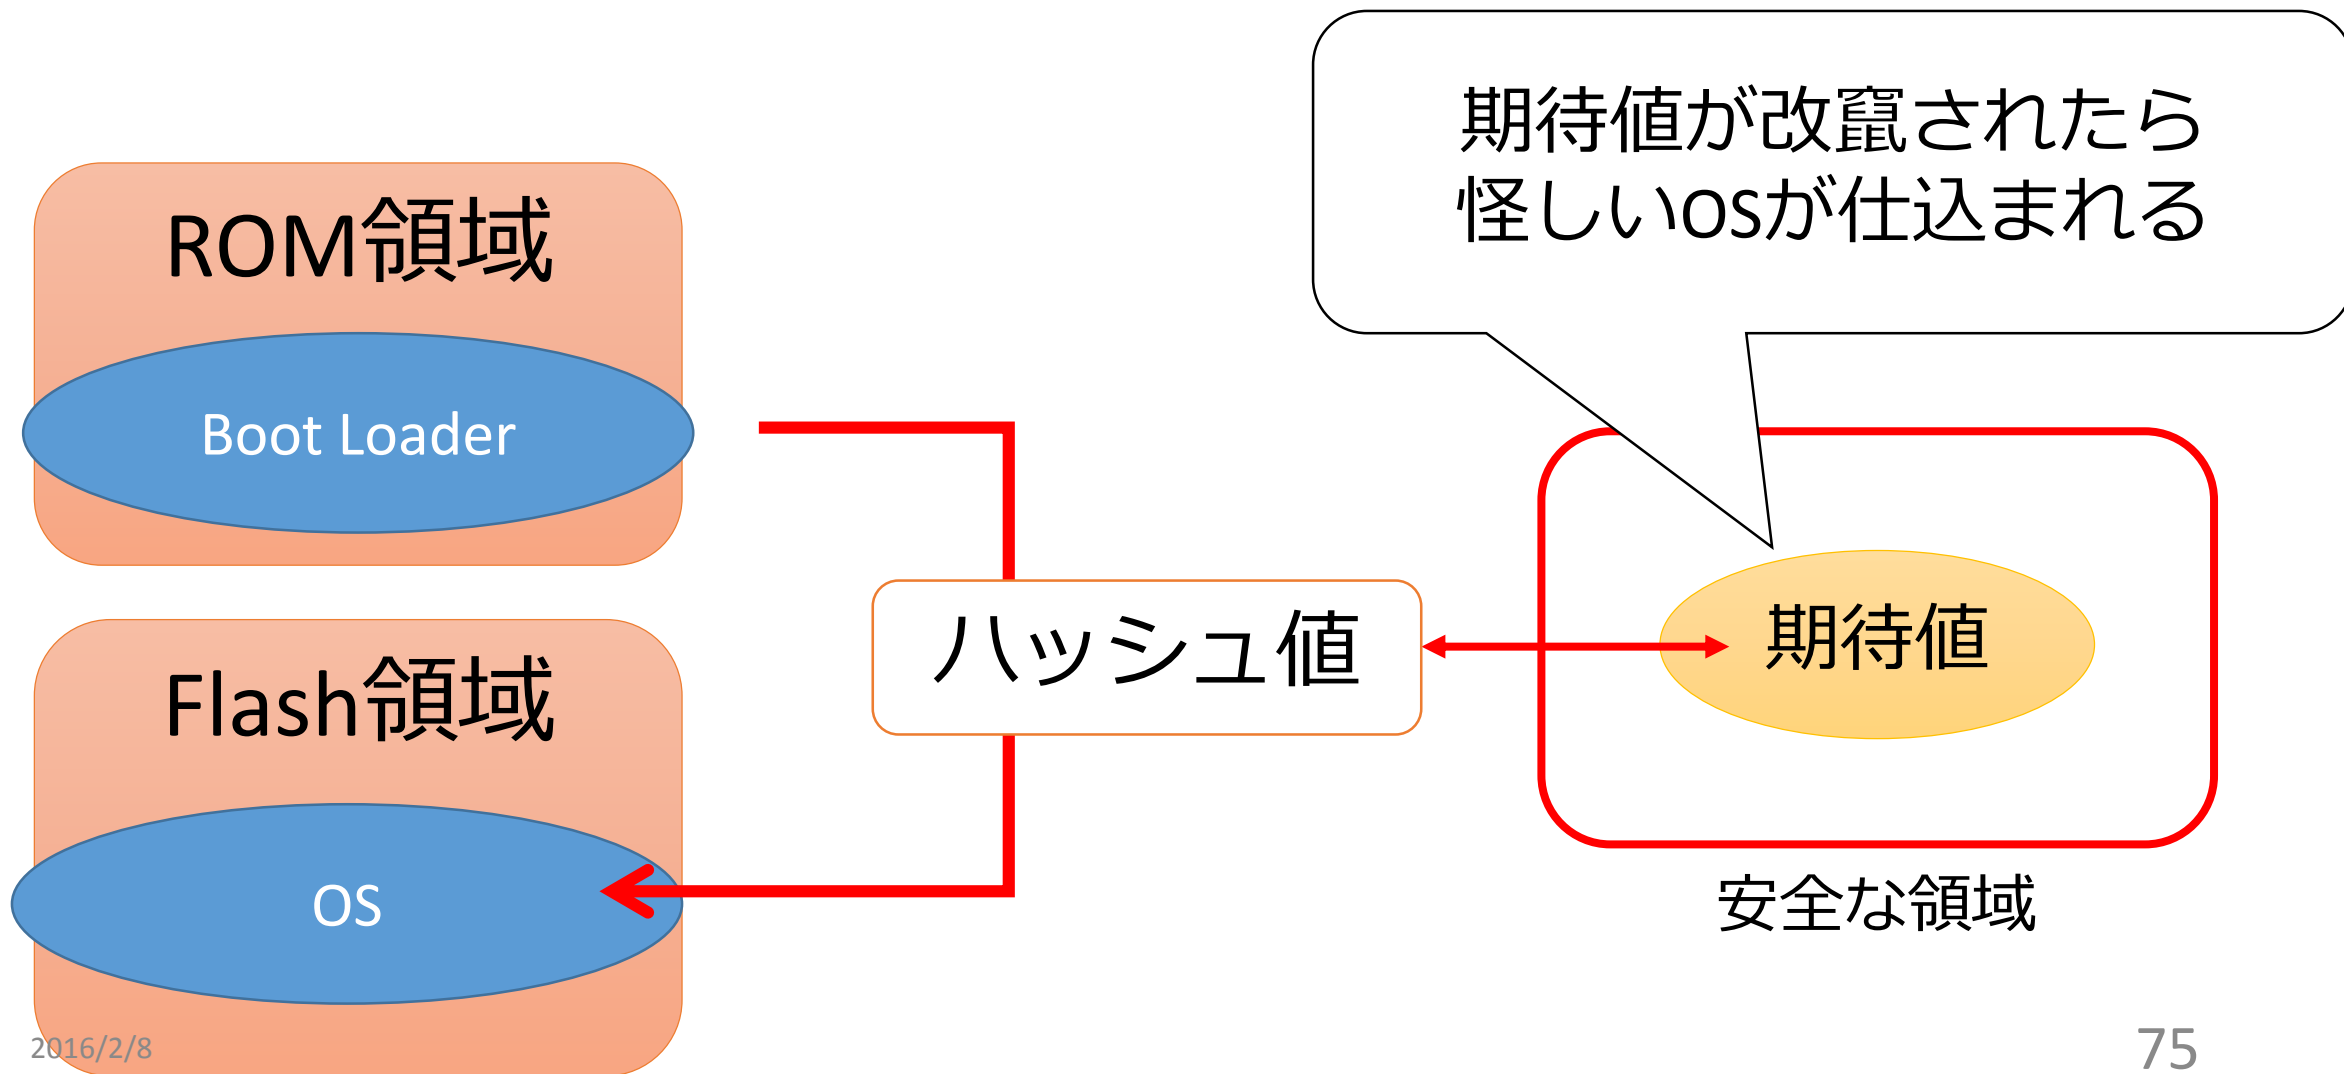 期待値が改竄されたら
怪しいOSが仕込まれる
ROM領域
Boot Loader
ハッシュ値
期待値
Flash領域
OS
安全な領域
2016/2/8
75